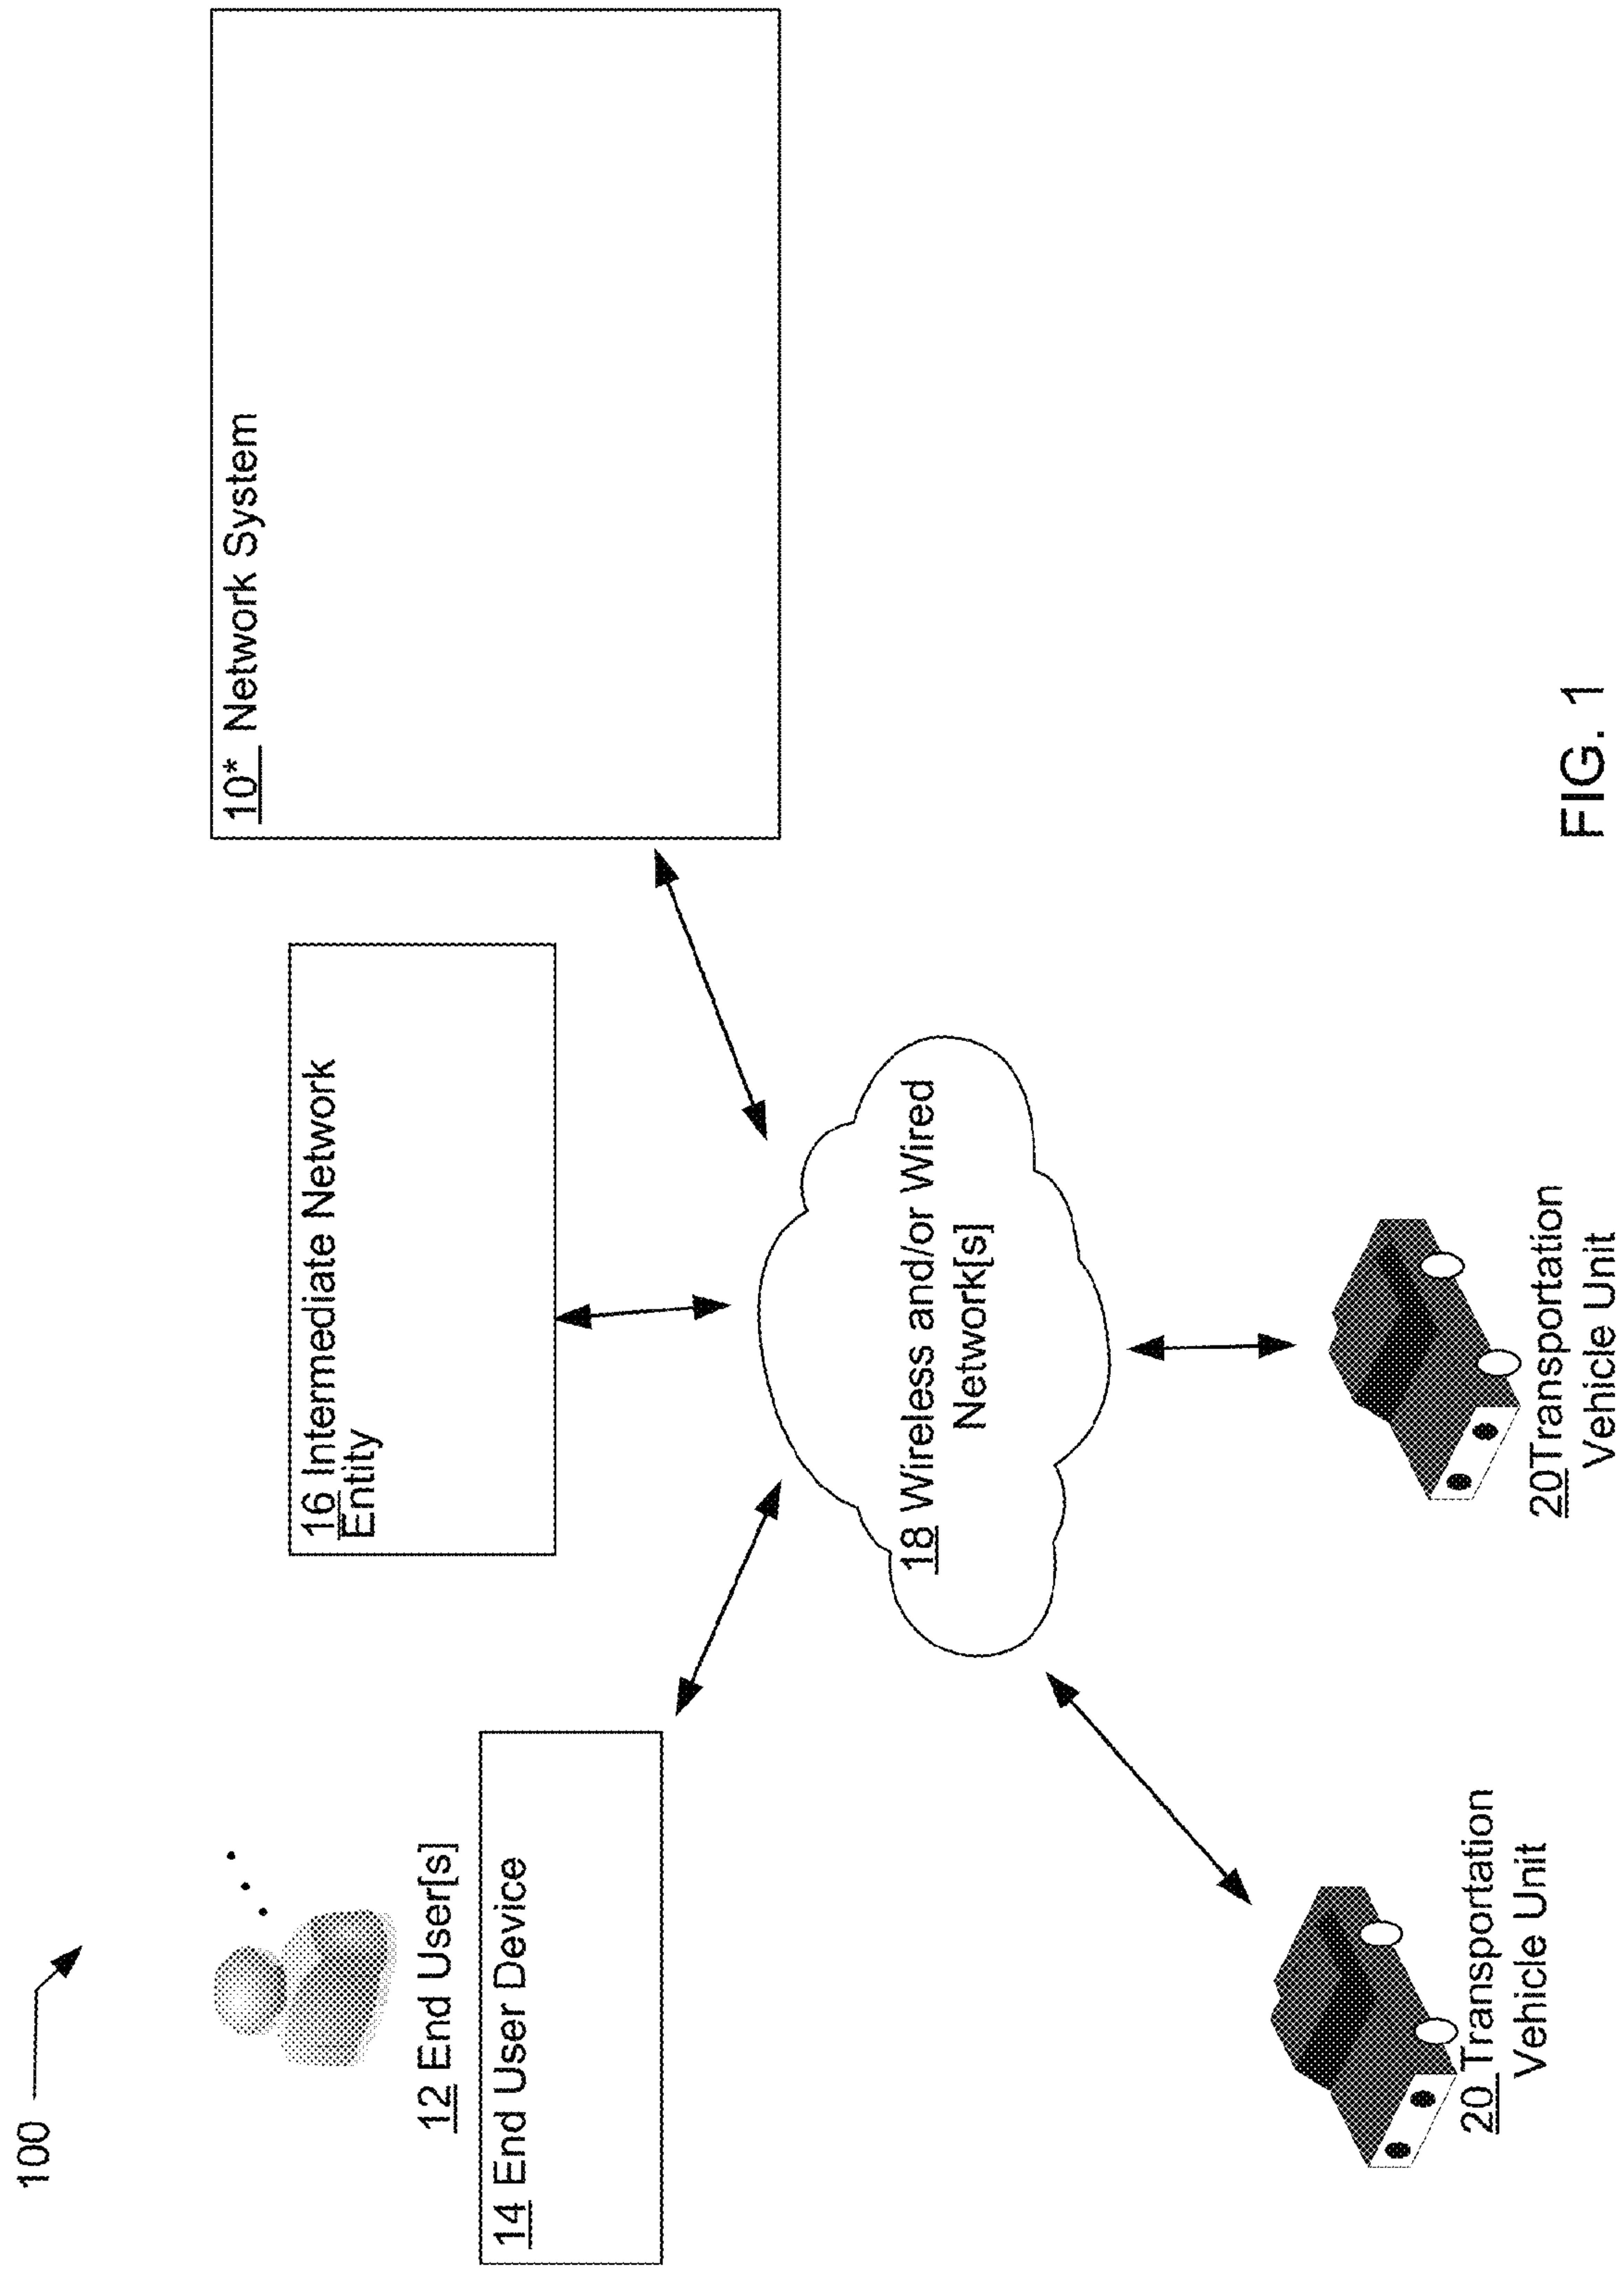 100
12 End User[s]
14 End User Device
16 Intermediate Network
Entity
10* Network System
18 Wireless and/or Wired
Network[s]
20 Transportation
Vehicle Unit
20Transportation
Vehicle Unit
FIG. 1